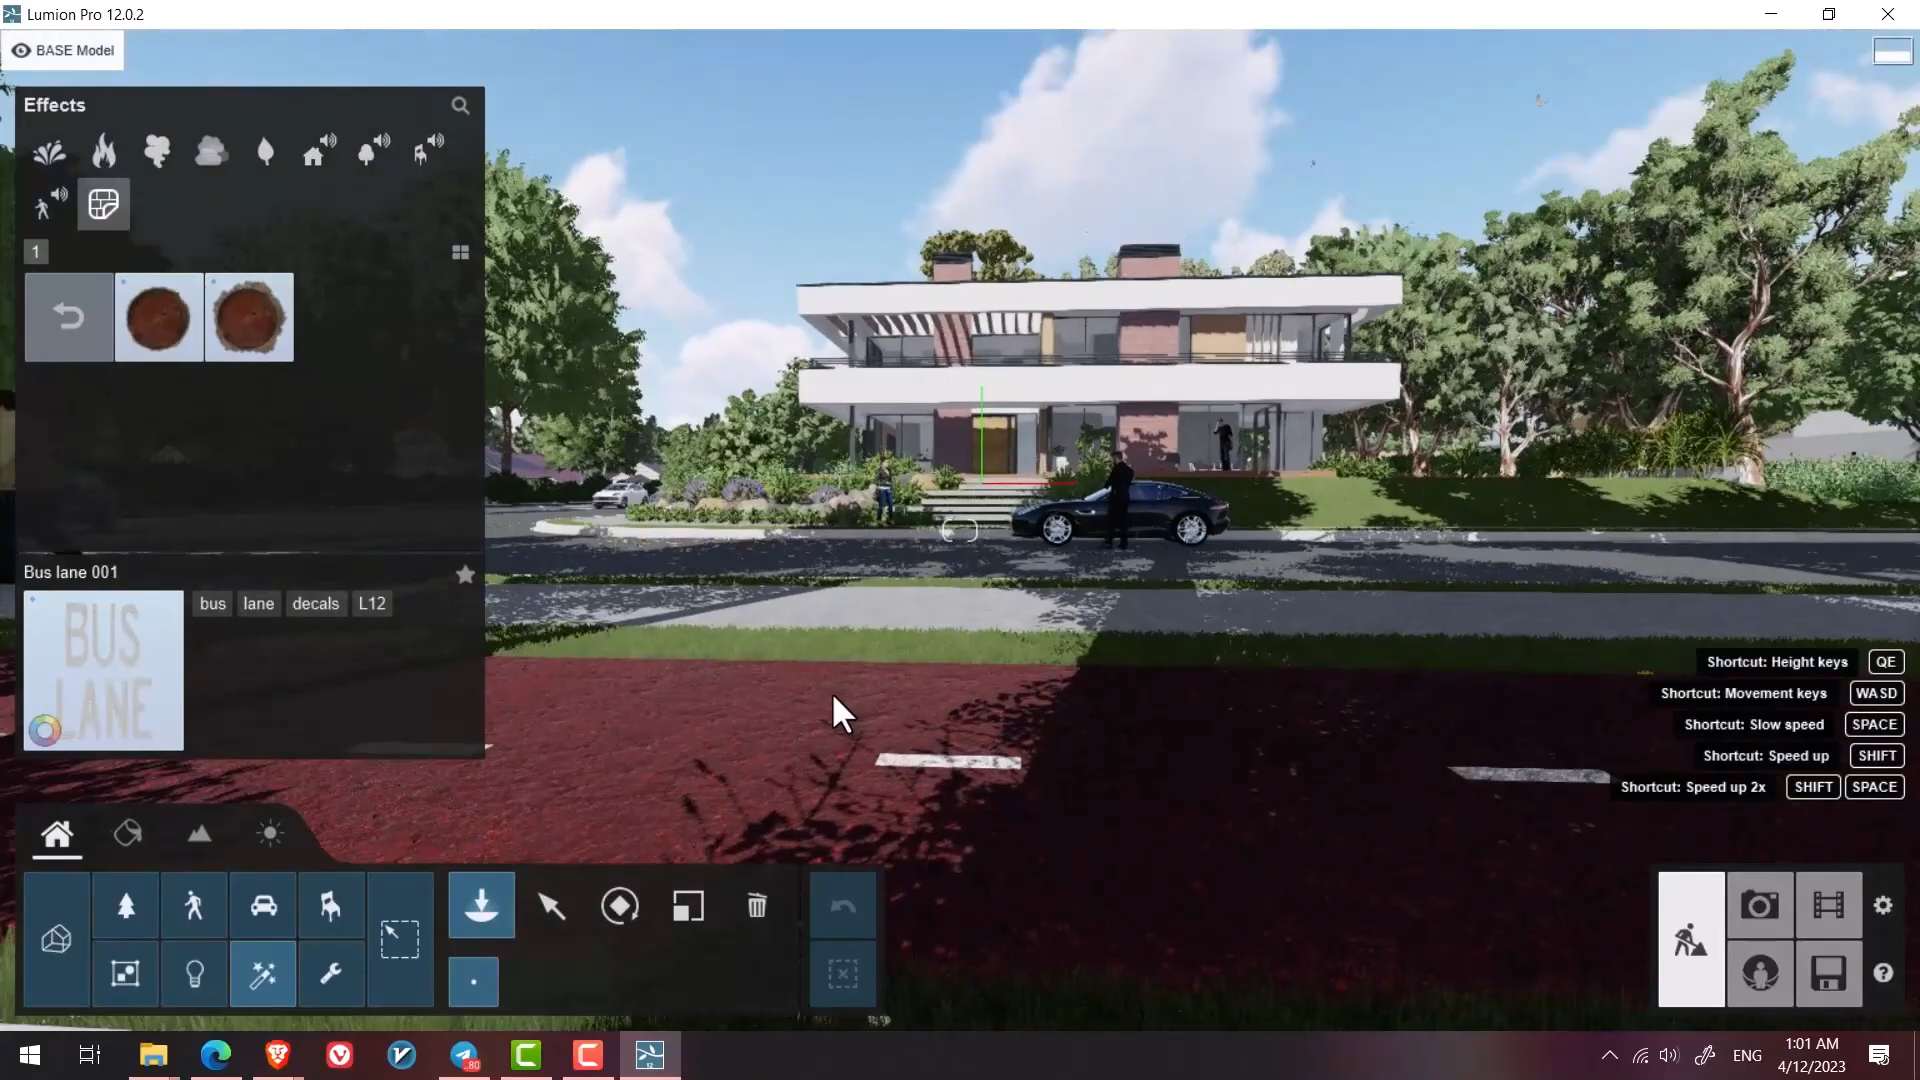 Lumion Pro 12.0.2
BASE Model
Effects
1
Bus lane 001
bus lane decals L12
BUS
LANE
Shortcut: Height keys QE
Shortcut: Movement keys WASD
Shortcut: Slow speed SPACE
Shortcut: Speed up SHIFT
Shortcut: Speed up 2x SHIFT SPACE
80
12
ENG
1:01 AM
4/12/2023